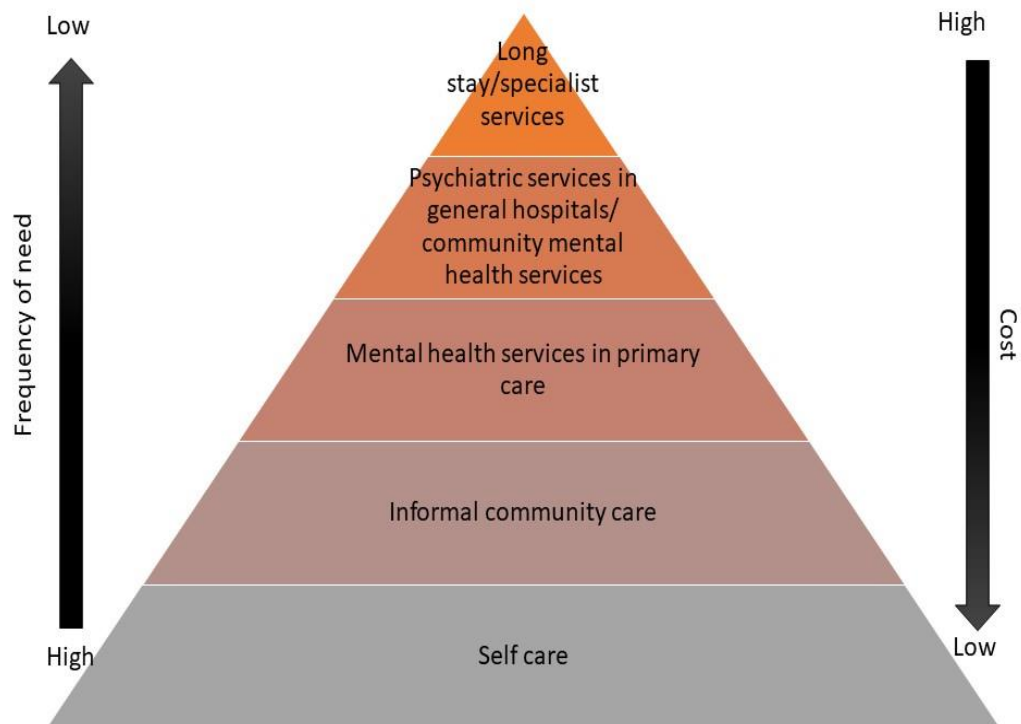 Low
High
Long
stay/specialist
services
Psychiatric services in
general hospitals/
community mental
health services
Frequency of need
Mental health services in primary
care
Cost
Informal community care
High
Self care
Low